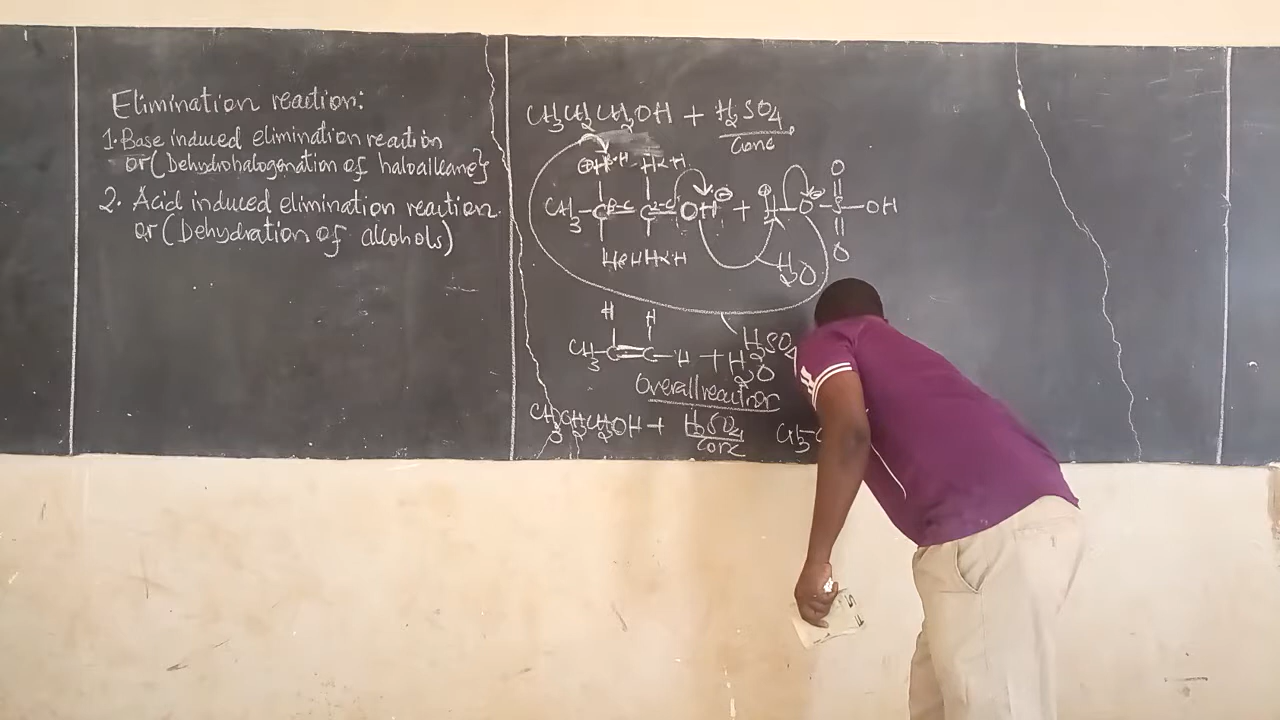 Elimination reaction:
1. Base induced elimination reaction
or (Dehydrohalogenation of haloalkane}
2. Acid induced elimination reaction.
or (Dehydration of alcohols)
CH3CH2CH2OH + H2SO4
Conc
H H
CH3 C C OH + H O S OH
O
O
H H
H2O
H H
CH3 C = C H + H2O
H2SO4
Overall reaction
CH3CH2CH2OH + H2SO4 CH3-C
conc